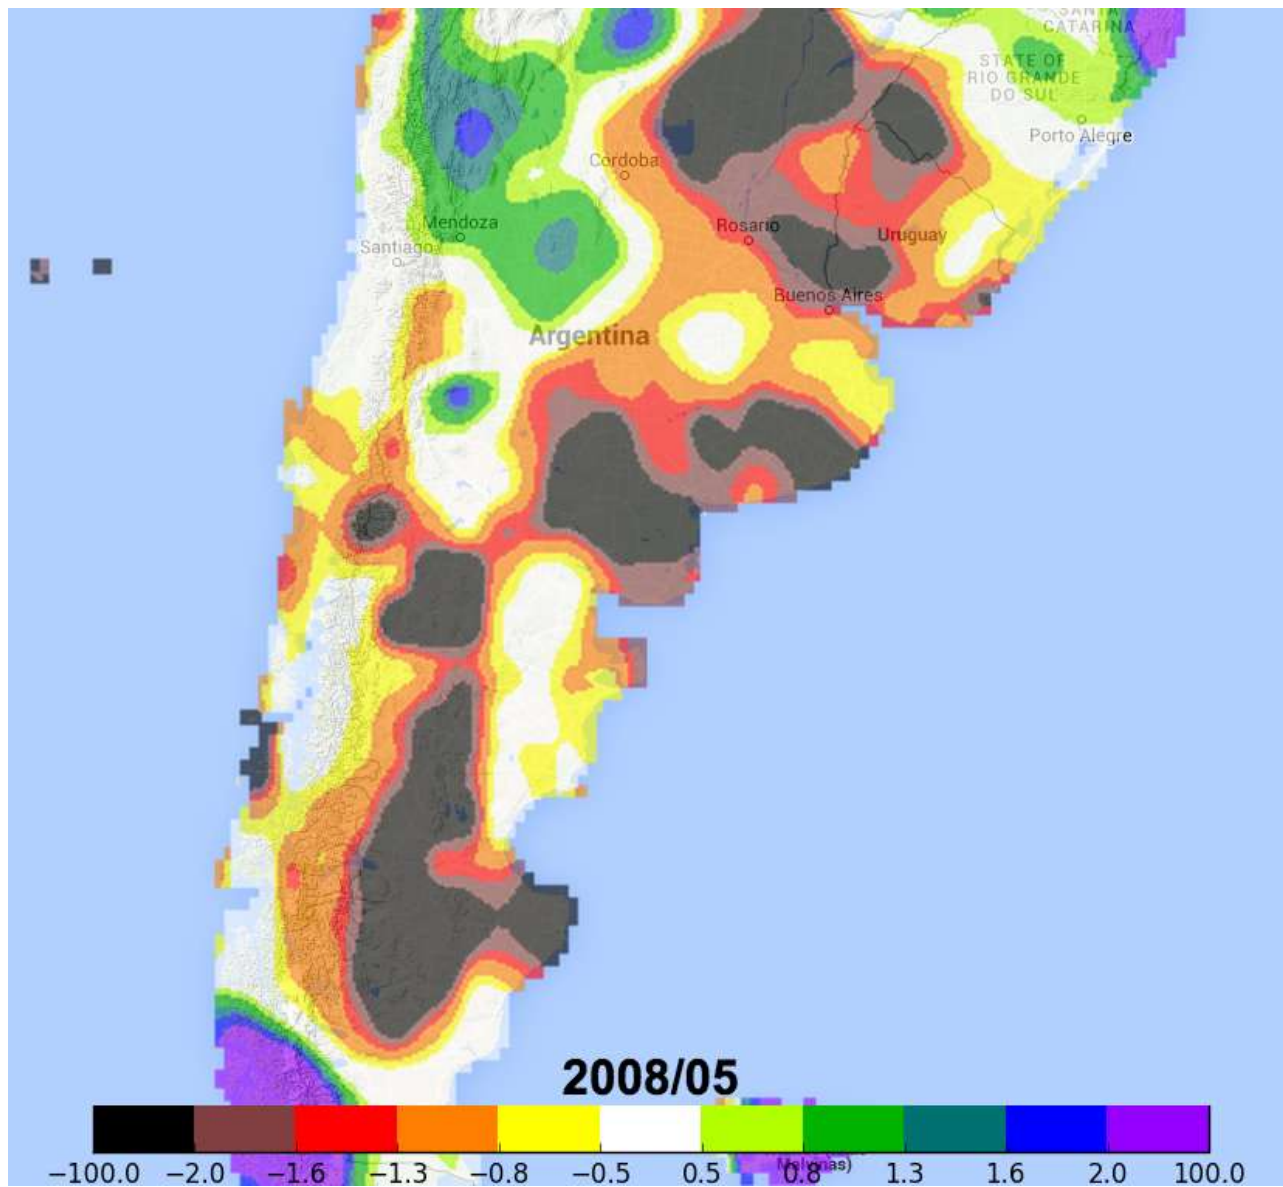 SANTA
CATARINA
STATE OF
RIO GRANDE
DO SUL
Porto Alegre
Córdoba
Mendoza
Santiago
Rosario
Uruguay
Buenos Aires
Argentina
2008/05
Malvinas)
−100.0 −2.0 −1.6 −1.3 −0.8 −0.5 0.5 0.8 1.3 1.6 2.0 100.0